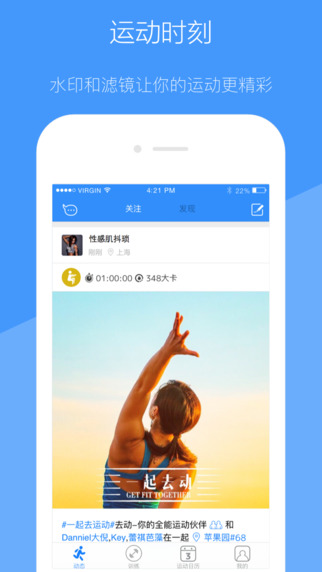 运动时刻
水印和滤镜让你的运动更精彩
VIRGIN 4:21 PM 22%
关注 发现
性感肌抖琐
刚刚 上海
01:00:00 348大卡
一起去动
GET FIT TOGETHER
#一起去运动#去动-你的全能运动伙伴 和
Danniel大倪,Key,蕾祺芭藻在一起 苹果园#68
3
动态 训练 运动日历 我的